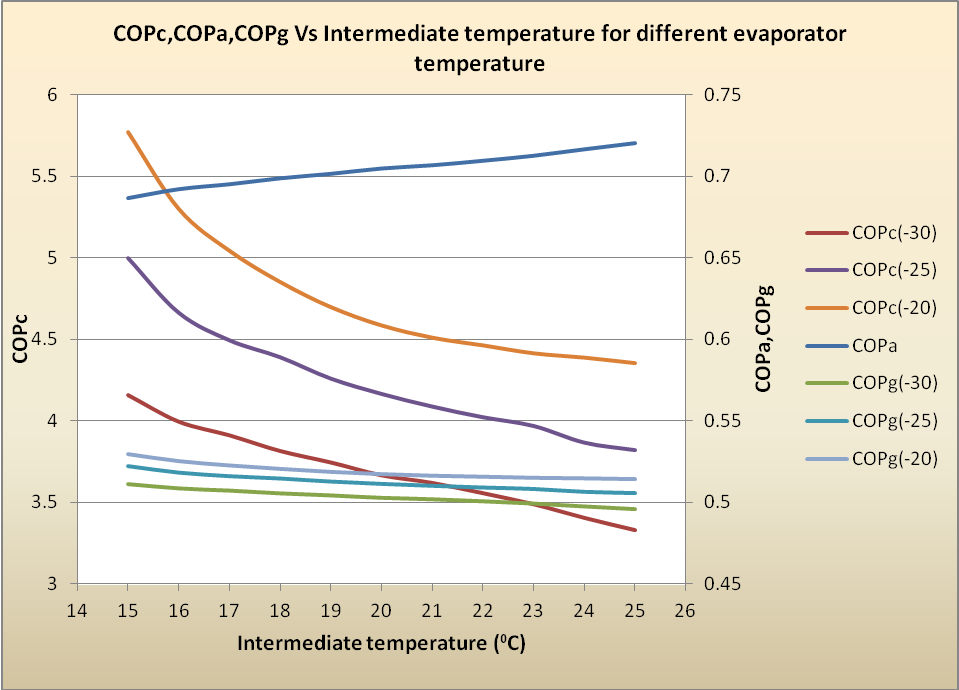 COPc,COPa,COPg Vs Intermediate temperature for different evaporator
temperature
6
5.5
5
4.5
4
3.5
3
COPc
0.75
0.7
0.65
0.6
0.55
0.5
0.45
COPa,COPg
14 15 16 17 18 19 20 21 22 23 24 25 26
Intermediate temperature (⁰C)
COPc(-30)
COPc(-25)
COPc(-20)
COPa
COPg(-30)
COPg(-25)
COPg(-20)